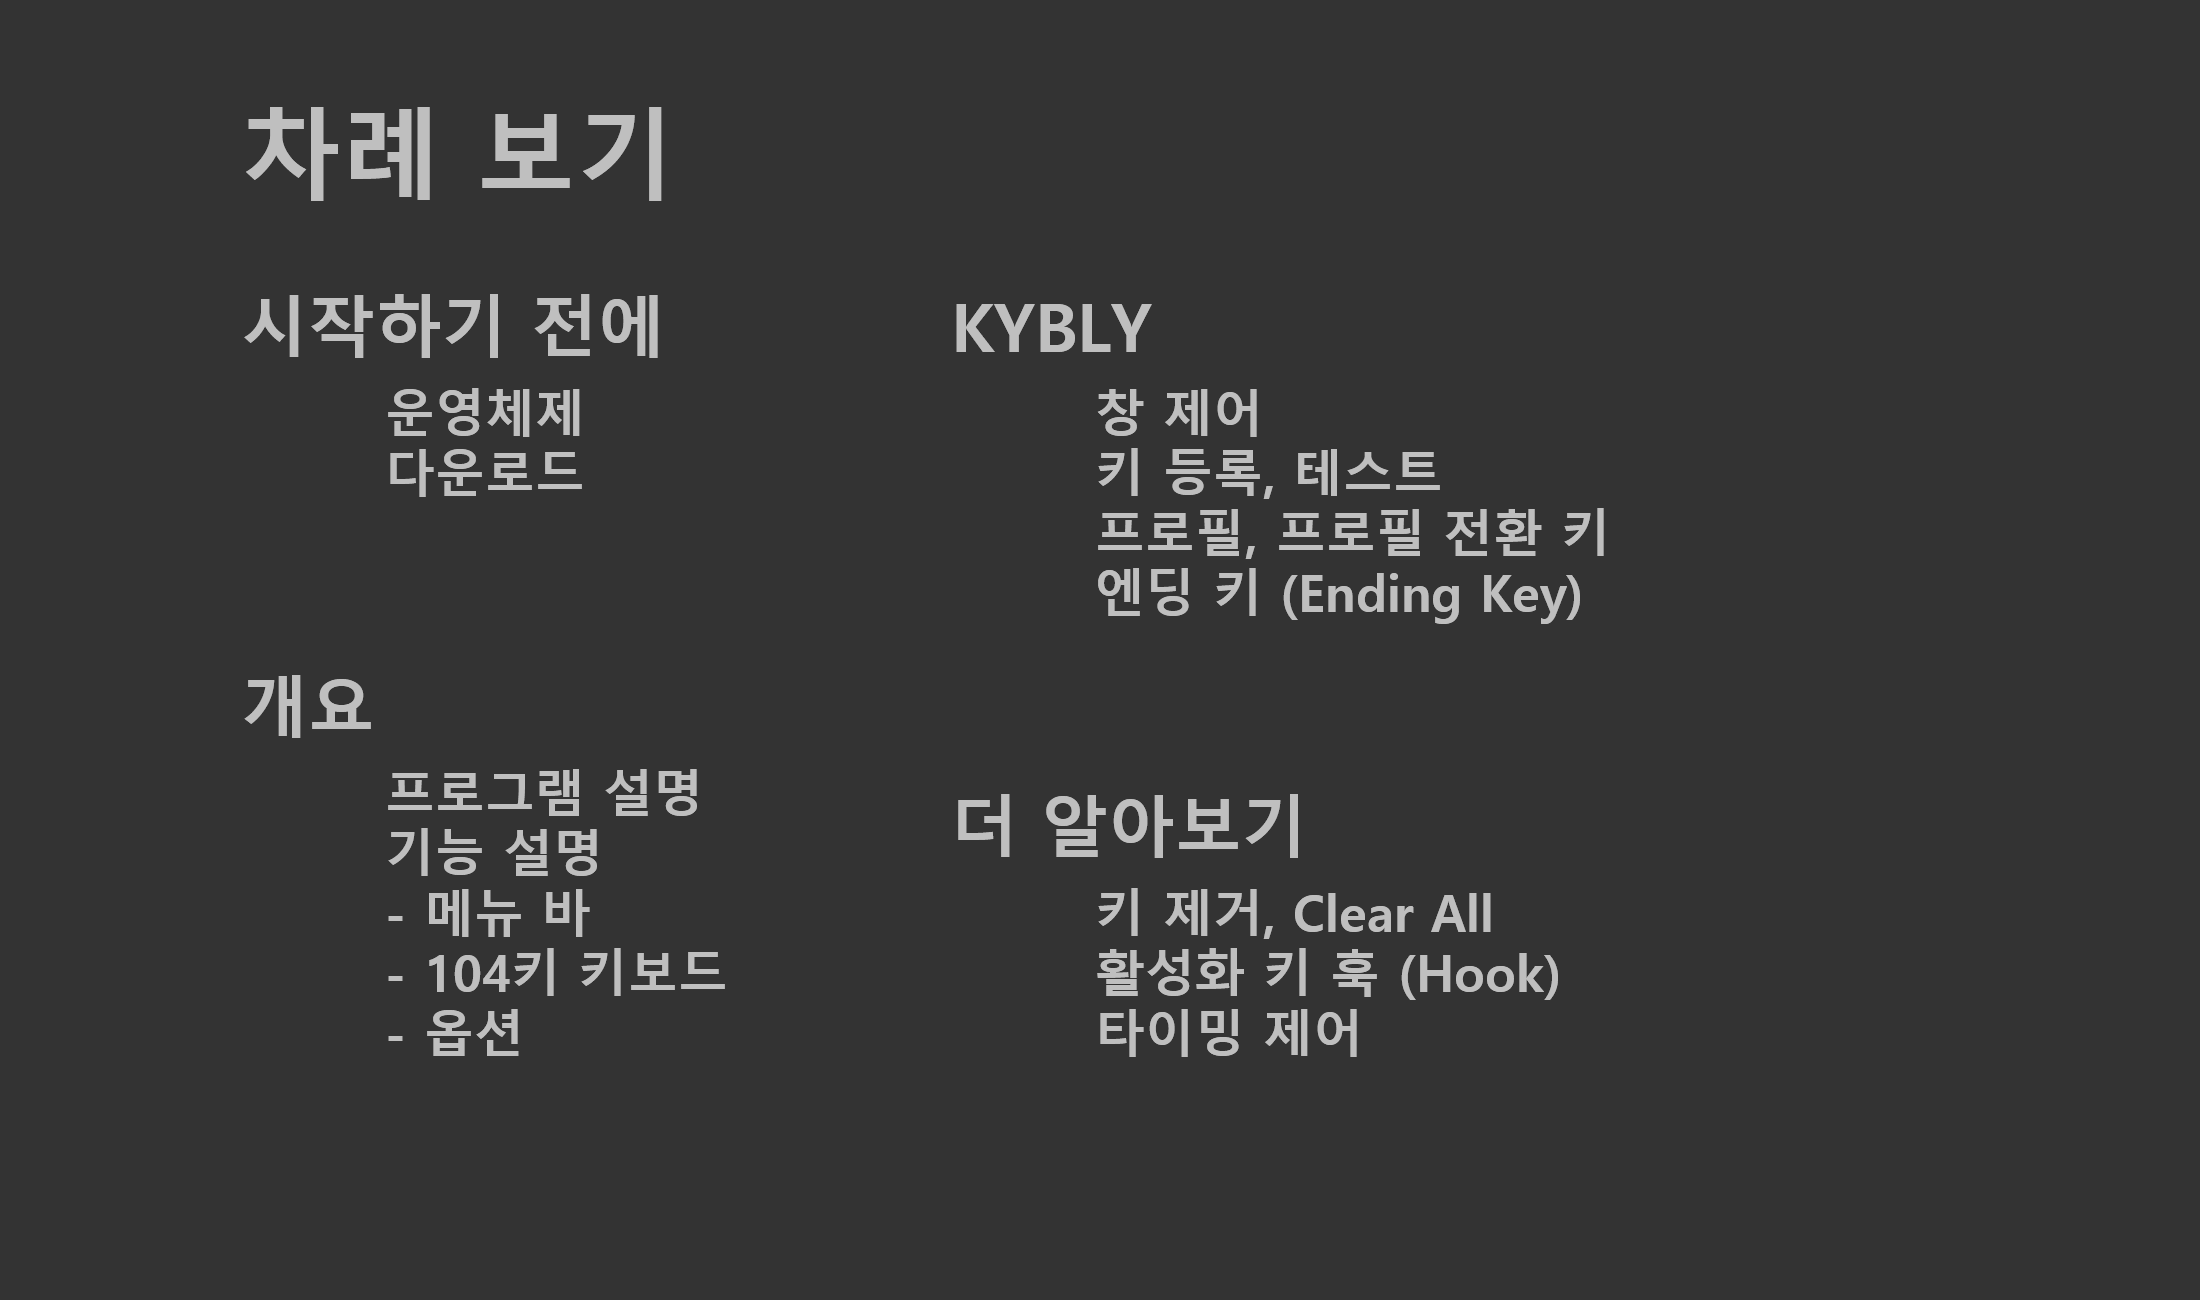 차례 보기
시작하기 전에
운영체제
다운로드
개요
프로그램 설명
기능 설명
- 메뉴 바
- 104키 키보드
- 옵션
KYBLY
창 제어
키 등록, 테스트
프로필, 프로필 전환 키
엔딩 키 (Ending Key)
더 알아보기
키 제거, Clear All
활성화 키 훅 (Hook)
타이밍 제어